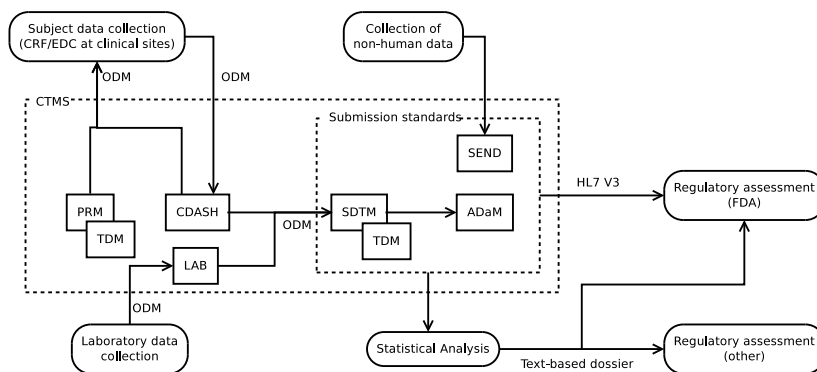 Subject data collection
(CRF/EDC at clinical sites)
Collection of
non-human data
ODM
ODM
CTMS
Submission standards
SEND
HL7 V3
Regulatory assessment
(FDA)
PRM
TDM
CDASH
ODM
SDTM
TDM
ADaM
LAB
ODM
Laboratory data
collection
Statistical Analysis
Text-based dossier
Regulatory assessment
(other)